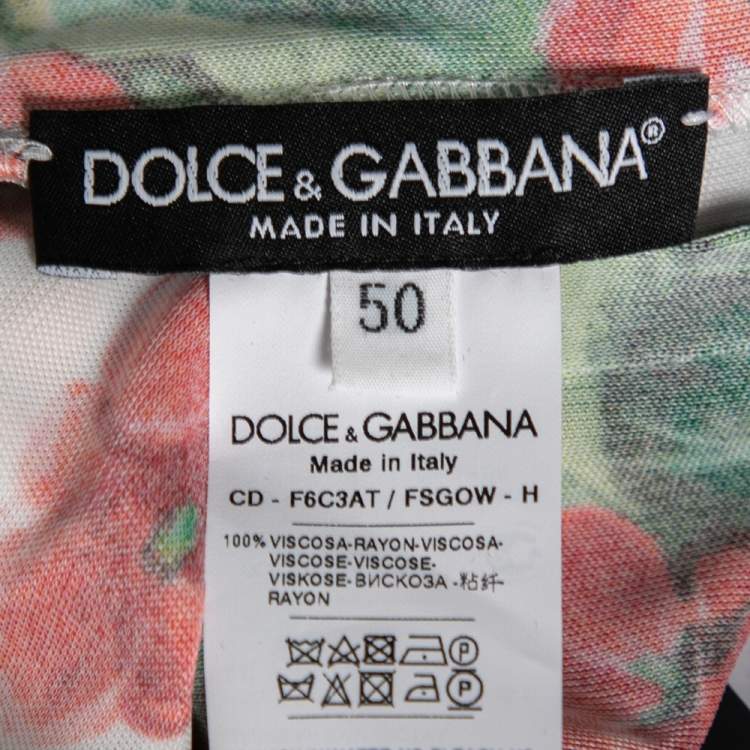 DOLCE & GABBANA®
MADE IN ITALY
50
DOLCE & GABBANA
Made in Italy
CD - F6C3AT / FSGOW - H
100% VISCOSA-RAYON-VISCOSA-
VISCOSE-VISCOSE-
VISKOSE-ВИСКОЗА-粘纤-
RAYON
P
P